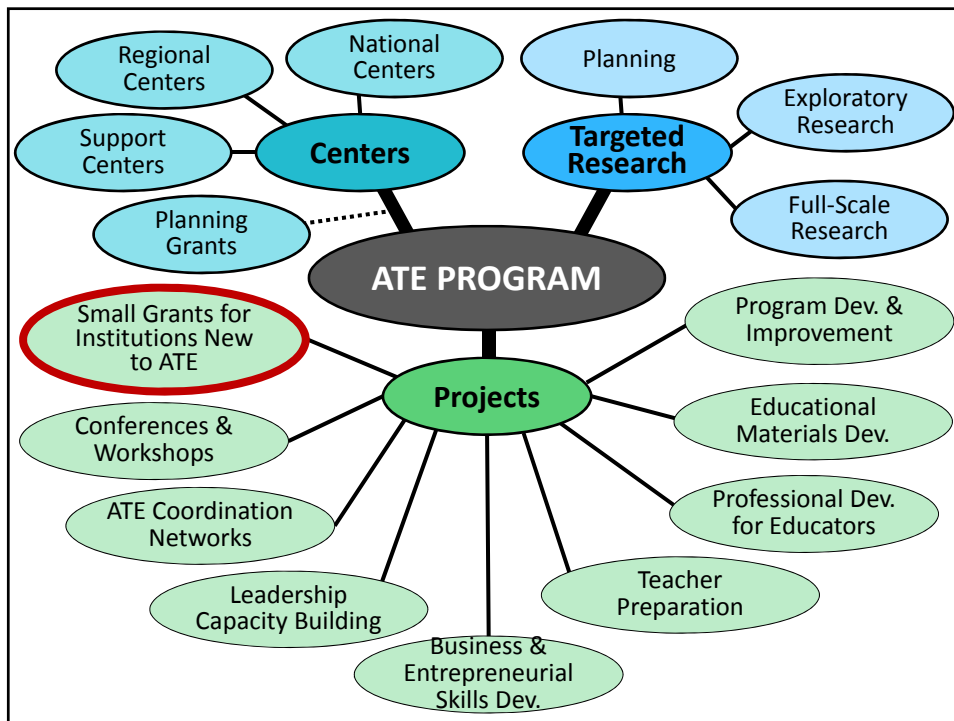 Regional
Centers
National
Centers
Planning
Support
Centers
Centers
Targeted
Research
Exploratory
Research
Planning
Grants
Full-Scale
Research
ATE PROGRAM
Small Grants for
Institutions New
to ATE
Program Dev. &
Improvement
Projects
Conferences &
Workshops
Educational
Materials Dev.
ATE Coordination
Networks
Professional Dev.
for Educators
Leadership
Capacity Building
Teacher
Preparation
Business &
Entrepreneurial
Skills Dev.